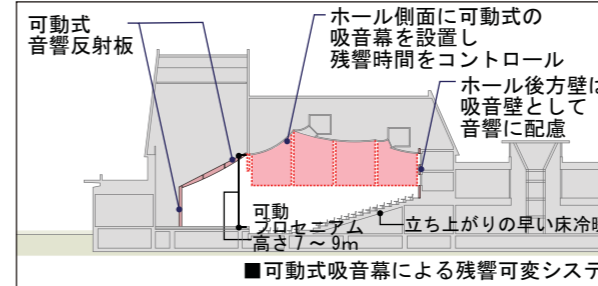 可動式
音響反射板
ホール側面に可動式の
吸音幕を設置し
残響時間をコントロール
ホール後方壁は
吸音壁として
音響に配慮
可動
プロセニアム
高さ7～9m
立ち上がりの早い床冷暖
■可動式吸音幕による残響可変システ